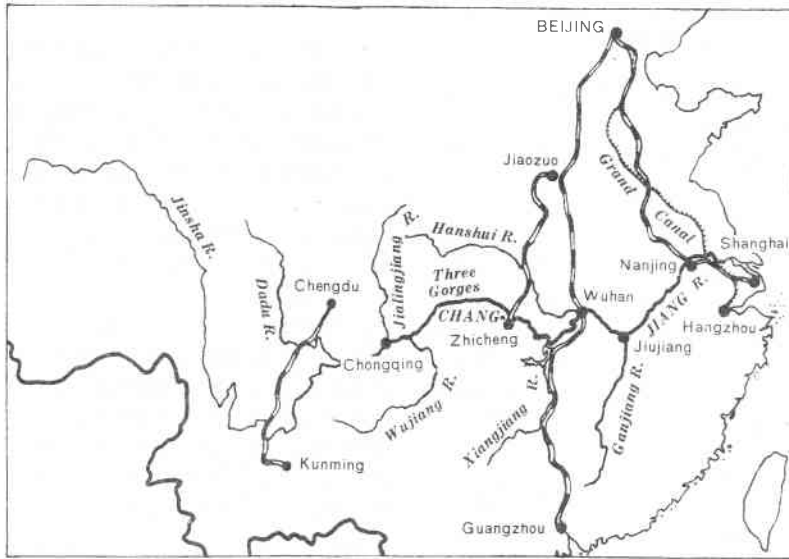 BEIJING
Jiaozuo
Grand
Canal
Jinsha R.
Jialingjiang R.
Hanshui R.
Shanghai
Dadu R.
Chengdu
Three
Gorges
Nanjing
CHANG
JIANG R.
Wuhan
Hangzhou
Zhicheng
Jiujiang
Chongqing
Wujiang R.
Xiangjiang R.
Ganjiang R.
Kunming
Guangzhou